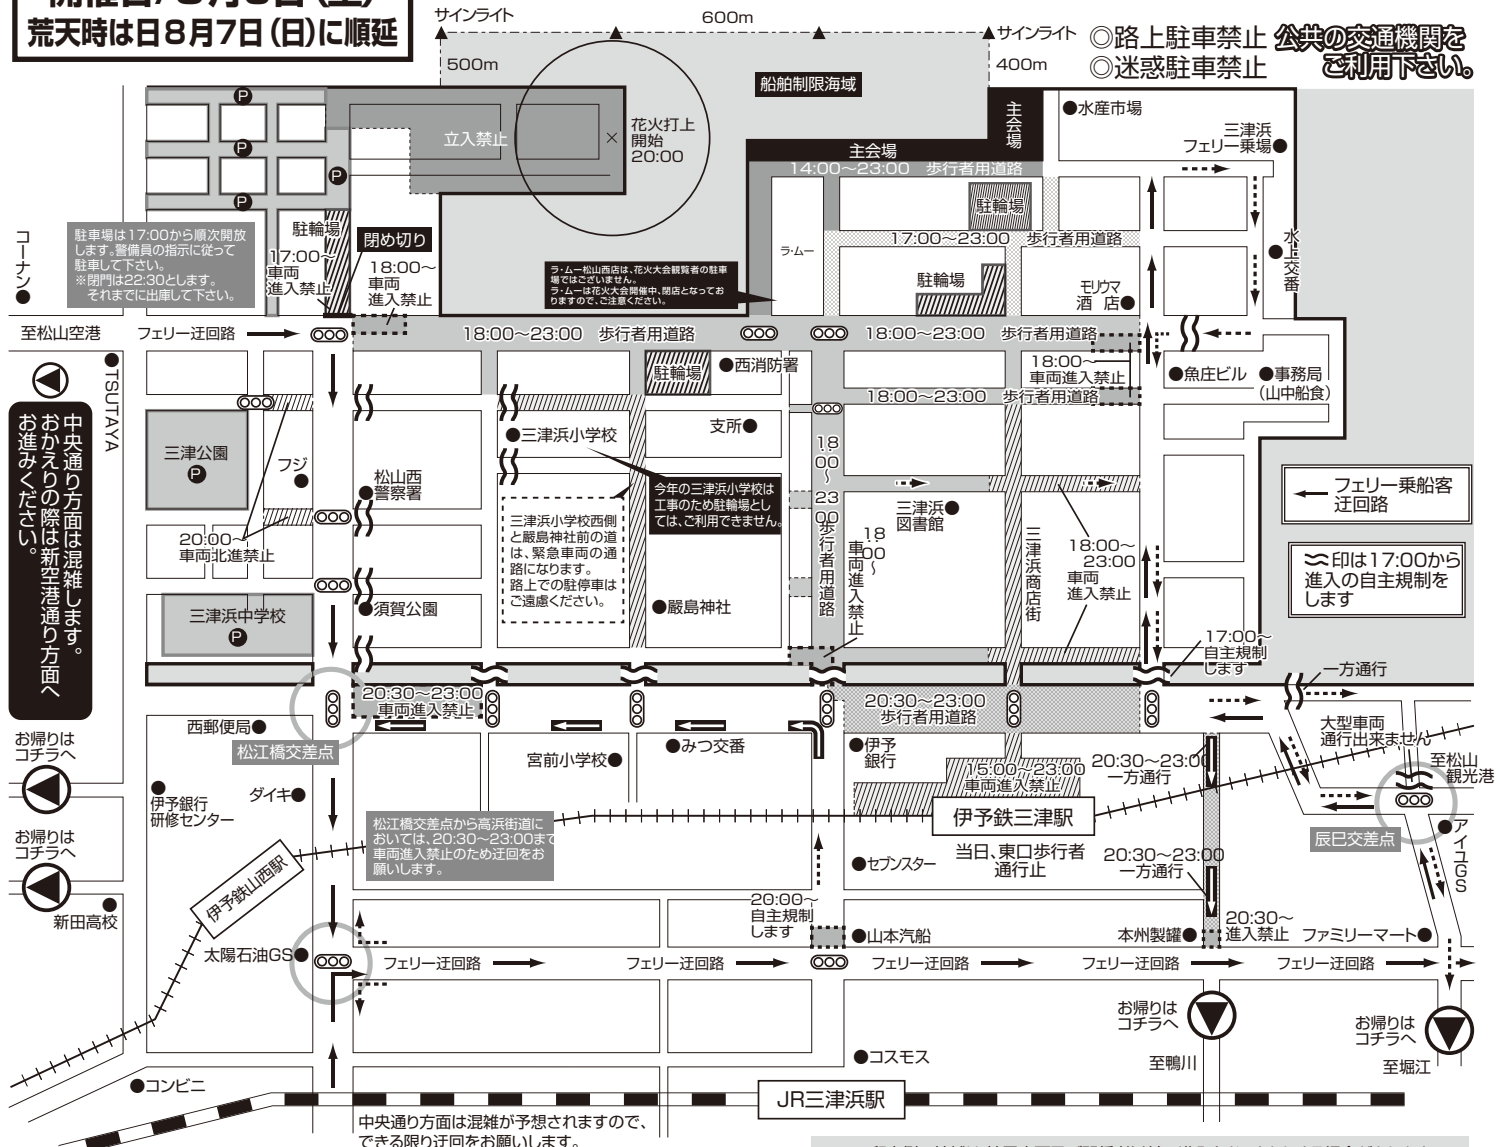 荒天時は日8月7日(日)に順延
サインライト
600m
サインライト
500m
400m
◎路上駐車禁止
◎迷惑駐車禁止
公共の交通機関を
ご利用下さい。
船舶制限海域
立入禁止
花火打上
開始
20:00
主会場
主会場
14:00〜23:00 歩行者用道路
●水産市場
三津浜
フェリー乗場●
P
P
P
P
駐車場は17:00から順次開放
します。警備員の指示に従って
駐車して下さい。
※閉門は22:30とします。
それまでに出庫して下さい。
コーナン●
駐輪場
17:00〜
車両
進入禁止
閉め切り
18:00〜
車両
進入禁止
ラ・ムー松山西店は、花火大会観覧者の駐車
場ではございません。
ラ・ムーは花火大会開催中、閉店となってお
りますので、ご注意ください。
ラ・ムー
駐輪場
17:00〜23:00 歩行者用道路
駐輪場
モリクマ
酒 店●
●水上交番
至松山空港
フェリー迂回路
18:00〜23:00 歩行者用道路
18:00〜23:00 歩行者用道路
●TSUTAYA
中央通り方面は混雑します。
おかえりの際は新空港通り方面へ
お進みください。
駐輪場
●西消防署
18:00〜
車両進入禁止
18:00〜23:00 歩行者用道路
●魚庄ビル
●事務局
(山中船食)
三津公園
P
フジ
●
松山西
●警察署
●三津浜小学校
支所●
今年の三津浜小学校は
工事のため駐輪場とし
ては、ご利用できません。
三津浜小学校西側
と厳島神社前の道
は、緊急車両の通
路になります。
路上での駐停車は
ご遠慮ください。
20:00〜
車両北進禁止
三津浜中学校
P
●須賀公園
●厳島神社
18:00〜23:00 歩行者用道路
18:00〜 車両進入禁止
三津浜●
図書館
三津浜商店街
18:00〜
23:00
車両
進入禁止
フェリー乗船客
迂回路
印は17:00から
進入の自主規制を
します
17:00〜
自主規制
します
一方通行
20:30〜23:00
車両進入禁止
20:30〜23:00
歩行者用道路
西郵便局●
松江橋交差点
宮前小学校●
●みつ交番
●伊予
銀行
15:00〜23:00
車両進入禁止
20:30〜23:00
一方通行
大型車両
通行出来ません
至松山
観光港
お帰りは
コチラへ
●
伊予銀行
研修センター
ダイキ●
松江橋交差点から高浜街道に
おいては、20:30〜23:00まで
車両進入禁止のため迂回をお
願いします。
伊予鉄三津駅
当日、東口歩行者
通行止
辰巳交差点
●アイユGS
お帰りは
コチラへ
●
新田高校
伊予鉄山西駅
●セブンスター
20:30〜23:00
一方通行
20:00〜
自主規制
します
太陽石油GS●
●山本汽船
本州製罐●
20:30〜
進入禁止
ファミリーマート●
フェリー迂回路
フェリー迂回路
フェリー迂回路
フェリー迂回路
フェリー迂回路
お帰りは
コチラへ
至鴨川
お帰りは
コチラへ
至堀江
●コスモス
●コンビニ
JR三津浜駅
中央通り方面は混雑が予想されますので、
できる限り迂回をお願いします。